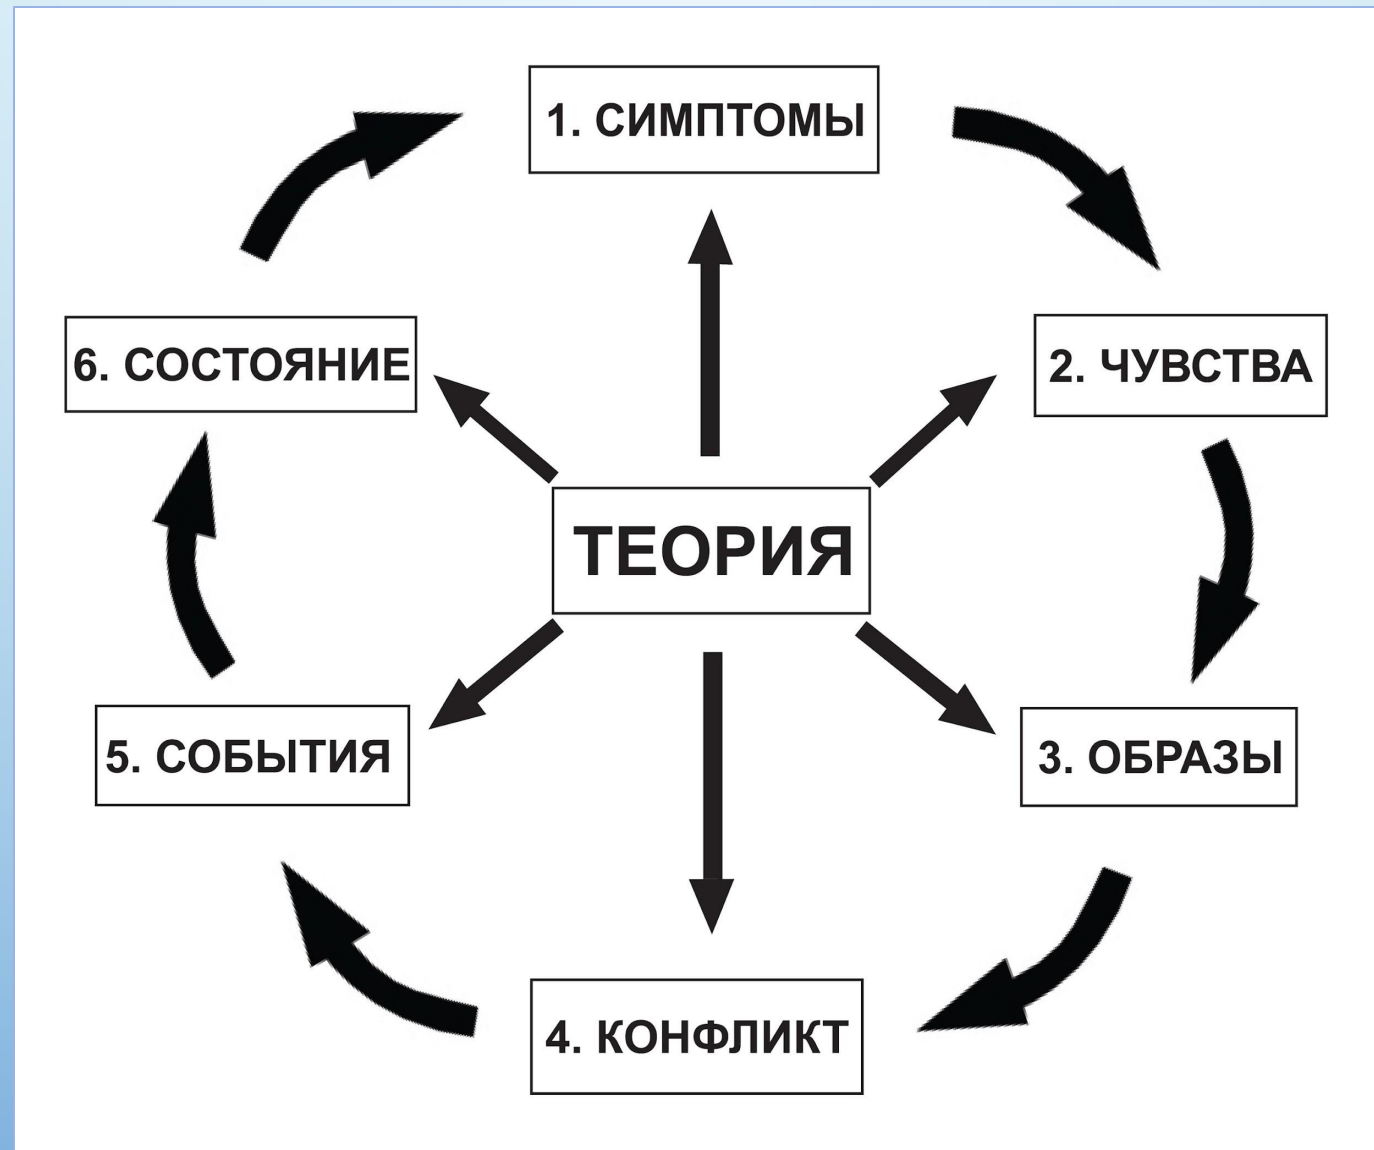 1. СИМПТОМЫ
2. ЧУВСТВА
3. ОБРАЗЫ
4. КОНФЛИКТ
5. СОБЫТИЯ
6. СОСТОЯНИЕ
ТЕОРИЯ